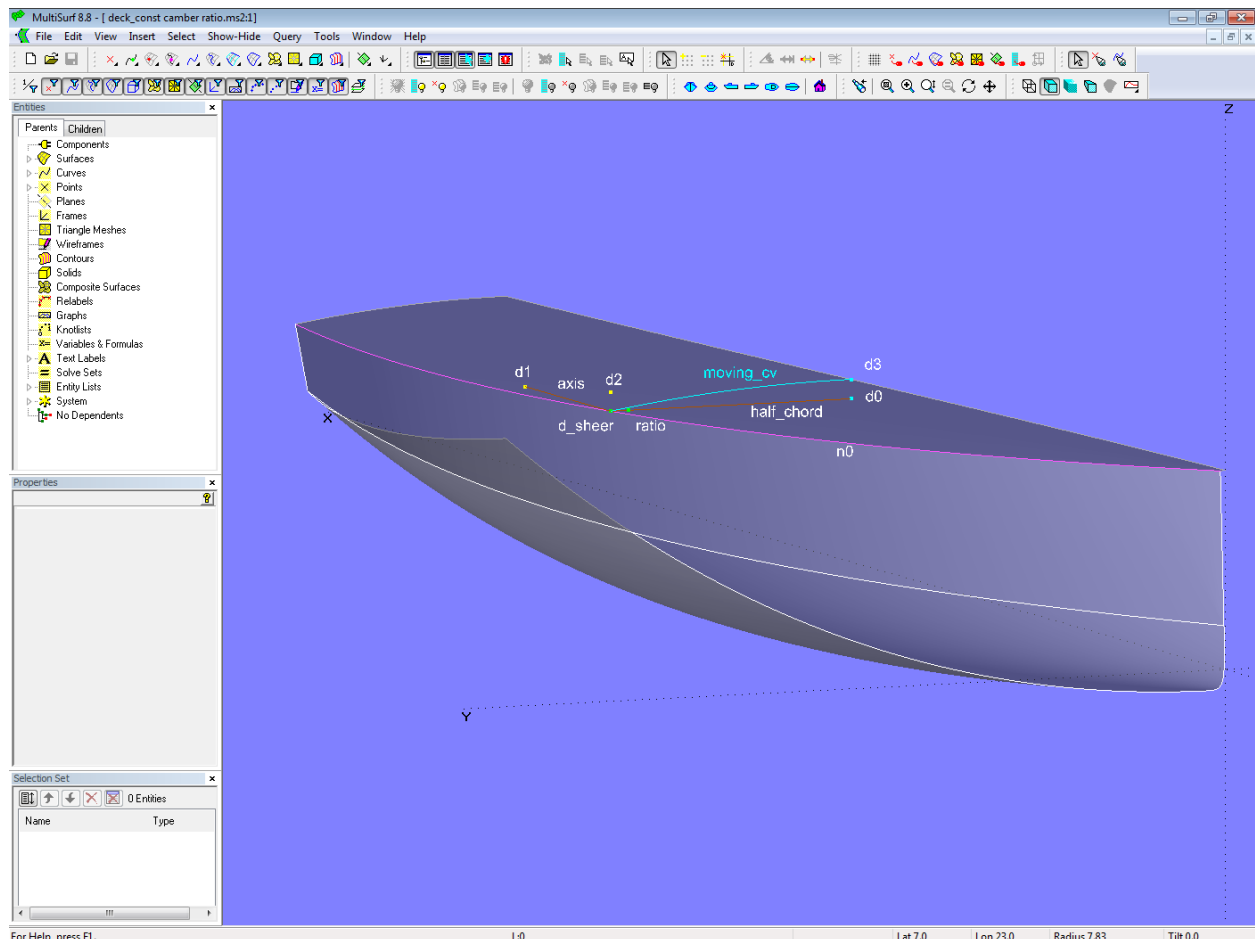 MultiSurf 8.8 - [ deck_const camber ratio.ms2:1]
File Edit View Insert Select Show-Hide Query Tools Window Help
Entities
Parents Children
Components
Surfaces
Curves
Points
Planes
Frames
Triangle Meshes
Wireframes
Contours
Solids
Composite Surfaces
Relabels
Graphs
Knotlists
Variables & Formulas
Text Labels
Solve Sets
Entity Lists
System
No Dependents
Properties
Selection Set
0 Entities
Name Type
Z
d3
d1 axis d2 moving_cv
d0
half_chord
d_sheer ratio
n0
X
Y
For Help, press F1. L:0 Lat 7.0 Lon 23.0 Radius 7.83 Tilt 0.0